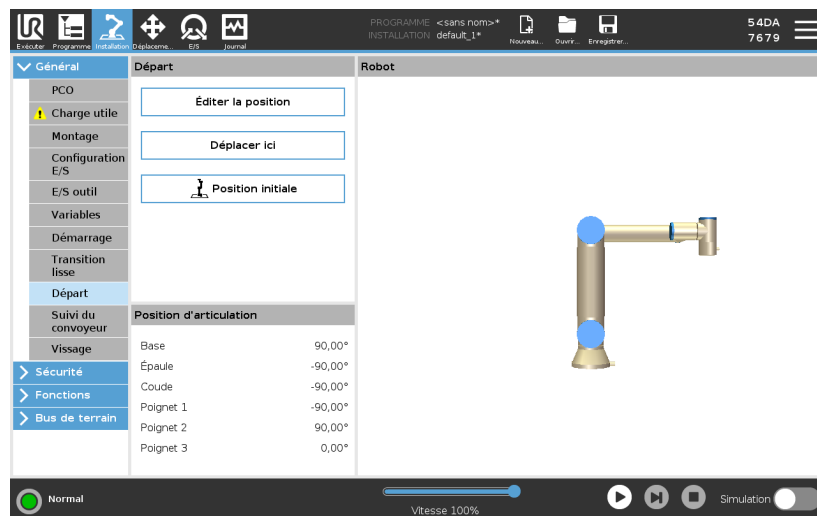 UR
PROGRAMME <sans nom>*
INSTALLATION default_1*
54DA
7679
Exécuter Programme Installation Déplaceme... E/S Journal
Nouveau... Ouvrir... Enregistrer...
Général
PCO
Charge utile
Montage
Configuration
E/S
E/S outil
Variables
Démarrage
Transition
lisse
Départ
Suivi du
convoyeur
Vissage
Sécurité
Fonctions
Bus de terrain
Départ
Éditer la position
Déplacer ici
Position initiale
Position d'articulation
Base 90,00°
Épaule -90,00°
Coude -90,00°
Poignet 1 -90,00°
Poignet 2 90,00°
Poignet 3 0,00°
Robot
Normal
Vitesse 100%
Simulation